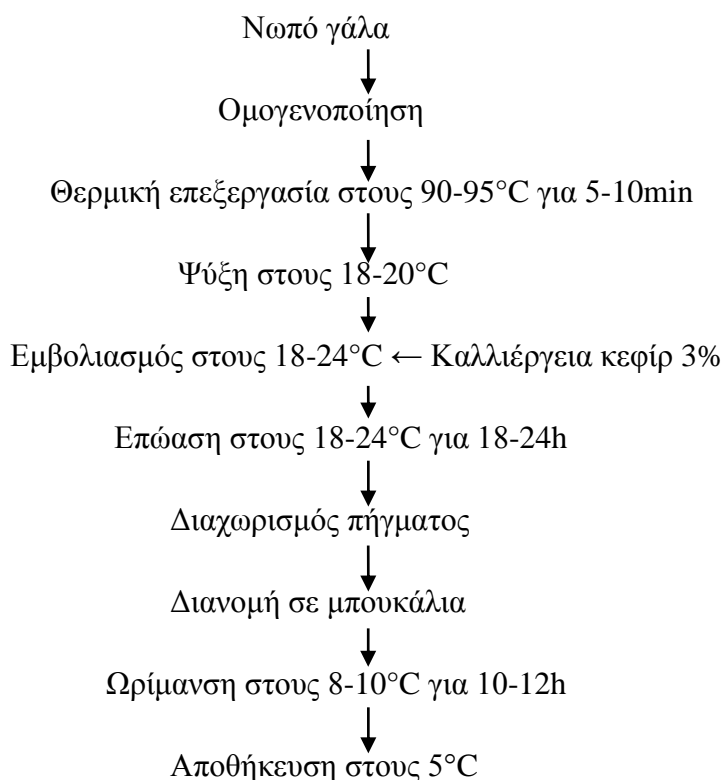 Νωπό γάλα
Ομογενοποίηση
Θερμική επεξεργασία στους 90-95°C για 5-10min
Ψύξη στους 18-20°C
Εμβολιασμός στους 18-24°C ← Καλλιέργεια κεφίρ 3%
Επώαση στους 18-24°C για 18-24h
Διαχωρισμός πήγματος
Διανομή σε μπουκάλια
Ωρίμανση στους 8-10°C για 10-12h
Αποθήκευση στους 5°C